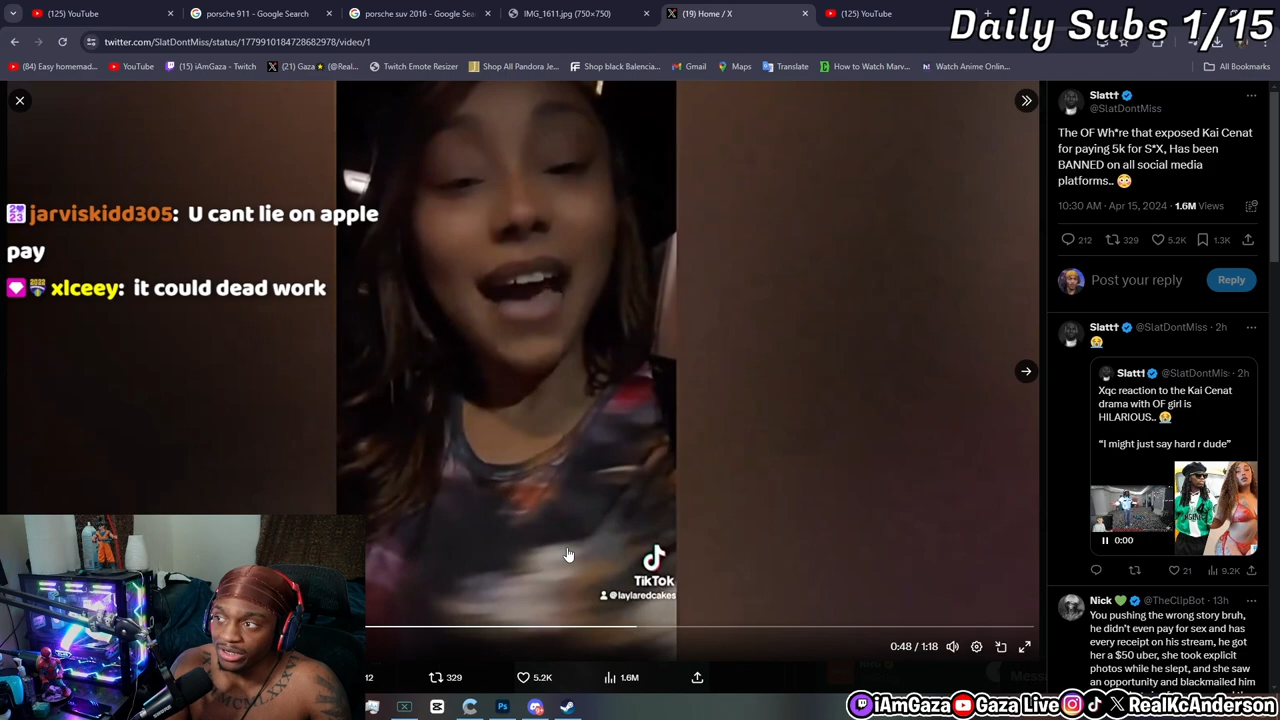 (125) YouTube
porsche 911 - Google Search
porsche suv 2016 - Google Sea
IMG_1611.jpg (750×750)
(19) Home / X
(125) YouTube
Daily Subs 1/15
twitter.com/SlatDontMiss/status/1779910184728682978/video/1
(84) Easy homemad...
YouTube
(15) iAmGaza - Twitch
(21) Gaza⭐ (@Real...
Twitch Emote Resizer
Shop All Pandora Je...
Shop black Balencia...
Gmail
Maps
Translate
How to Watch Marv...
Watch Anime Onlin...
All Bookmarks
jarviskidd305: U cant lie on apple
pay
xlceey: it could dead work
TikTok
@laylaredcakes
0:48 / 1:18
328
1.6M
Slatt†
@SlatDontMiss
The OF Wh*re that exposed Kai Cenat
for paying 5k for S*X, Has been
BANNED on all social media
platforms.. 😳
10:30 AM · Apr 15, 2024 · 1.6M Views
212 329 5.2K 1.3K
Post your reply
Reply
Slatt† @SlatDontMiss · 2h
😭
Slatt† @SlatDontMis: · 2h
Xqc reaction to the Kai Cenat
drama with OF girl is
HILARIOUS.. 😭
“I might just say hard r dude”
0:00
21 9.2K
Nick 💚 @TheClipBot · 13h
You pushing the wrong story bruh,
he didn't even pay for sex and has
every receipt on his stream, he got
her a $50 uber, she took explicit
photos while he slept, and she saw
an opportunity and blackmailed him
iAmGaza Gaza Live RealKcAnderson